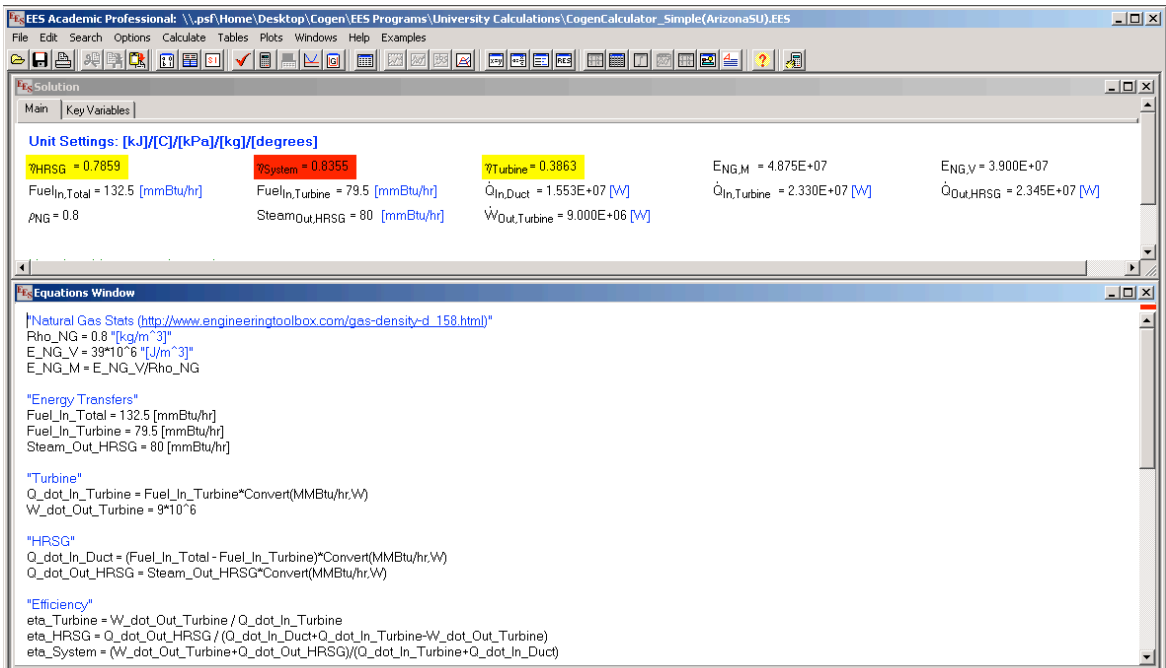 EES Academic Professional: \\.psf\Home\Desktop\Cogen\EES Programs\University Calculations\CogenCalculator_Simple(ArizonaSU).EES
File Edit Search Options Calculate Tables Plots Windows Help Examples
Solution
Main Key Variables
Unit Settings: [kJ]/[C]/[kPa]/[kg]/[degrees]
ηHRSG = 0.7859 ηSystem = 0.8355 ηTurbine = 0.3863 ENG,M = 4.875E+07 ENG,V = 3.900E+07
FuelIn,Total = 132.5 [mmBtu/hr] FuelIn,Turbine = 79.5 [mmBtu/hr] Q̇In,Duct = 1.553E+07 [W] Q̇In,Turbine = 2.330E+07 [W] Q̇Out,HRSG = 2.345E+07 [W]
ρNG = 0.8 SteamOut,HRSG = 80 [mmBtu/hr] ẆOut,Turbine = 9.000E+06 [W]
Equations Window
"Natural Gas Stats (http://www.engineeringtoolbox.com/gas-density-d_158.html)"
Rho_NG = 0.8 "[kg/m^3]"
E_NG_V = 39*10^6 "[J/m^3]"
E_NG_M = E_NG_V/Rho_NG
"Energy Transfers"
Fuel_In_Total = 132.5 [mmBtu/hr]
Fuel_In_Turbine = 79.5 [mmBtu/hr]
Steam_Out_HRSG = 80 [mmBtu/hr]
"Turbine"
Q_dot_In_Turbine = Fuel_In_Turbine*Convert(MMBtu/hr,W)
W_dot_Out_Turbine = 9*10^6
"HRSG"
Q_dot_In_Duct = (Fuel_In_Total - Fuel_In_Turbine)*Convert(MMBtu/hr,W)
Q_dot_Out_HRSG = Steam_Out_HRSG*Convert(MMBtu/hr,W)
"Efficiency"
eta_Turbine = W_dot_Out_Turbine / Q_dot_In_Turbine
eta_HRSG = Q_dot_Out_HRSG / (Q_dot_In_Duct+Q_dot_In_Turbine-W_dot_Out_Turbine)
eta_System = (W_dot_Out_Turbine+Q_dot_Out_HRSG)/(Q_dot_In_Turbine+Q_dot_In_Duct)